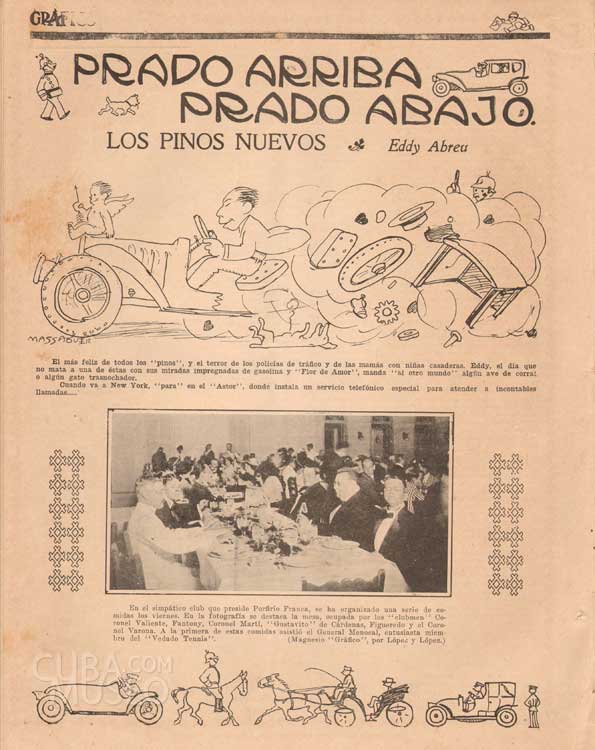 GRÁFICO
PRADO ARRIBA
PRADO ABAJO.
LOS PINOS NUEVOS Eddy Abreu
MASSAGUER
El más feliz de todos los "pinos", y el terror de los policías de tráfico y de las mamás con niñas casaderas. Eddy, el día que
no mata a una de éstas con sus miradas impregnadas de gasolina y "Flor de Amor", manda "al otro mundo" algún ave de corral
o algún gato trasnochador.
Cuando va a New York, "para" en el "Astor", donde instala un servicio telefónico especial para atender a incontables
llamadas....
En el simpático club que preside Porfirio Franca, se ha organizado una serie de co-
midas los viernes. En la fotografía se destaca la mesa, ocupada por los "clubmen" Co-
ronel Valiente, Fantony, Coronel Martí, "Gustavito" de Cárdenas, Figueredo y el Coro-
nel Varona. A la primera de estas comidas asistió el General Menocal, entusiasta miem-
bro del "Vedado Tennis". (Magnesio "Gráfico", por López y López.)
CUBA.COM
MUSEO